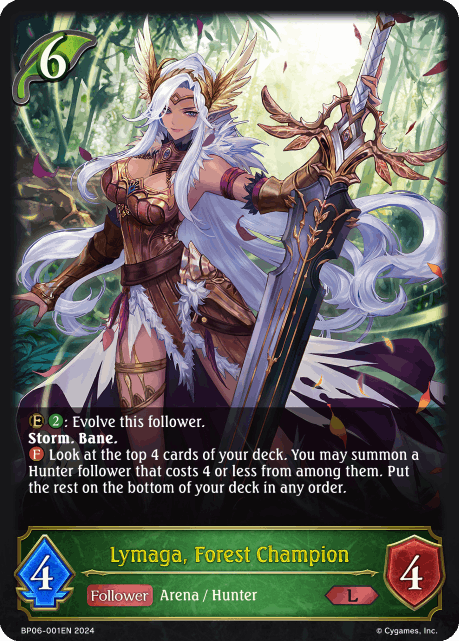 6
E 2 : Evolve this follower.
Storm. Bane.
F Look at the top 4 cards of your deck. You may summon a
Hunter follower that costs 4 or less from among them. Put
the rest on the bottom of your deck in any order.
Lymaga, Forest Champion
4 Follower Arena / Hunter L 4
BP06-001EN 2024 © Cygames, Inc.